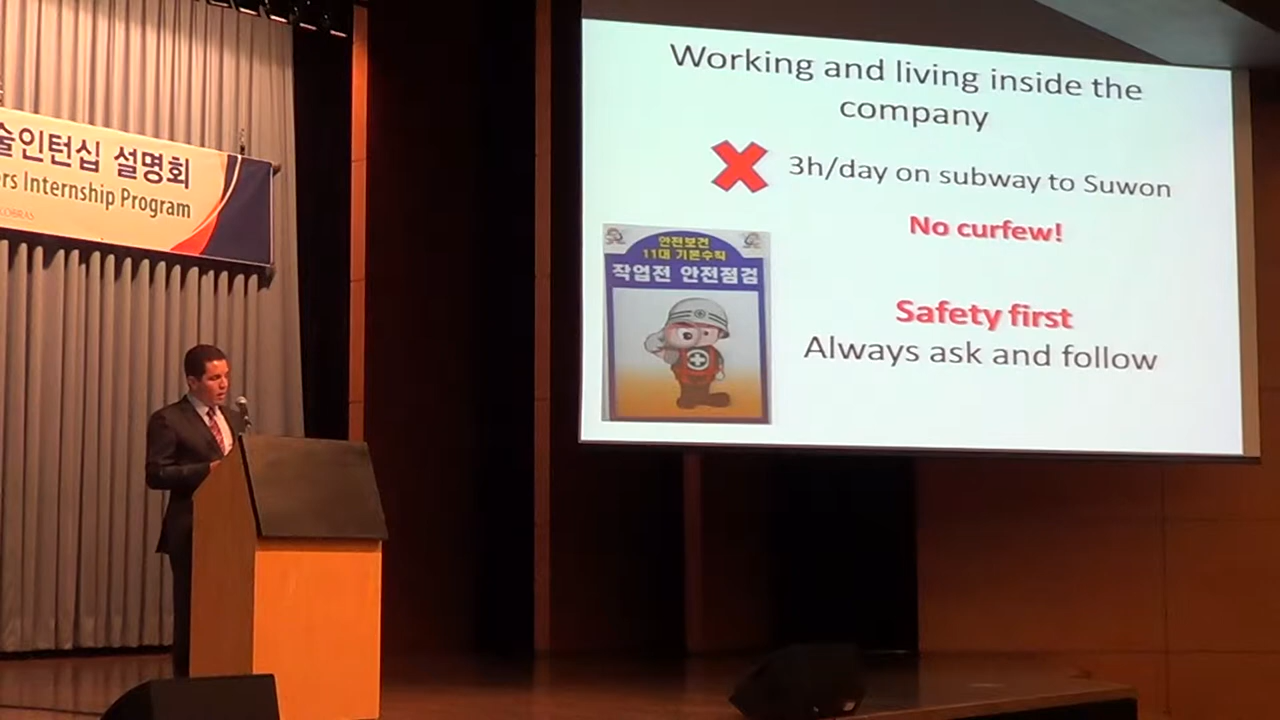 술인턴십 설명회
rs Internship Program
KOBRAS
Working and living inside the
company
3h/day on subway to Suwon
No curfew!
안전보건
11대 기본수칙
작업전 안전점검
Safety first
Always ask and follow